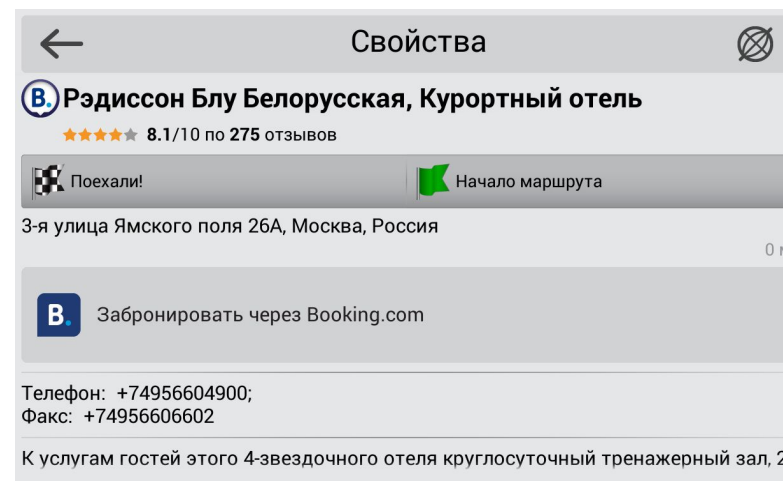 Свойства
B. Рэдиссон Блу Белорусская, Курортный отель
8.1/10 по 275 отзывов
Поехали! Начало маршрута
3-я улица Ямского поля 26А, Москва, Россия
0 м
B. Забронировать через Booking.com
Телефон: +74956604900;
Факс: +74956606602
К услугам гостей этого 4-звездочного отеля круглосуточный тренажерный зал, 2